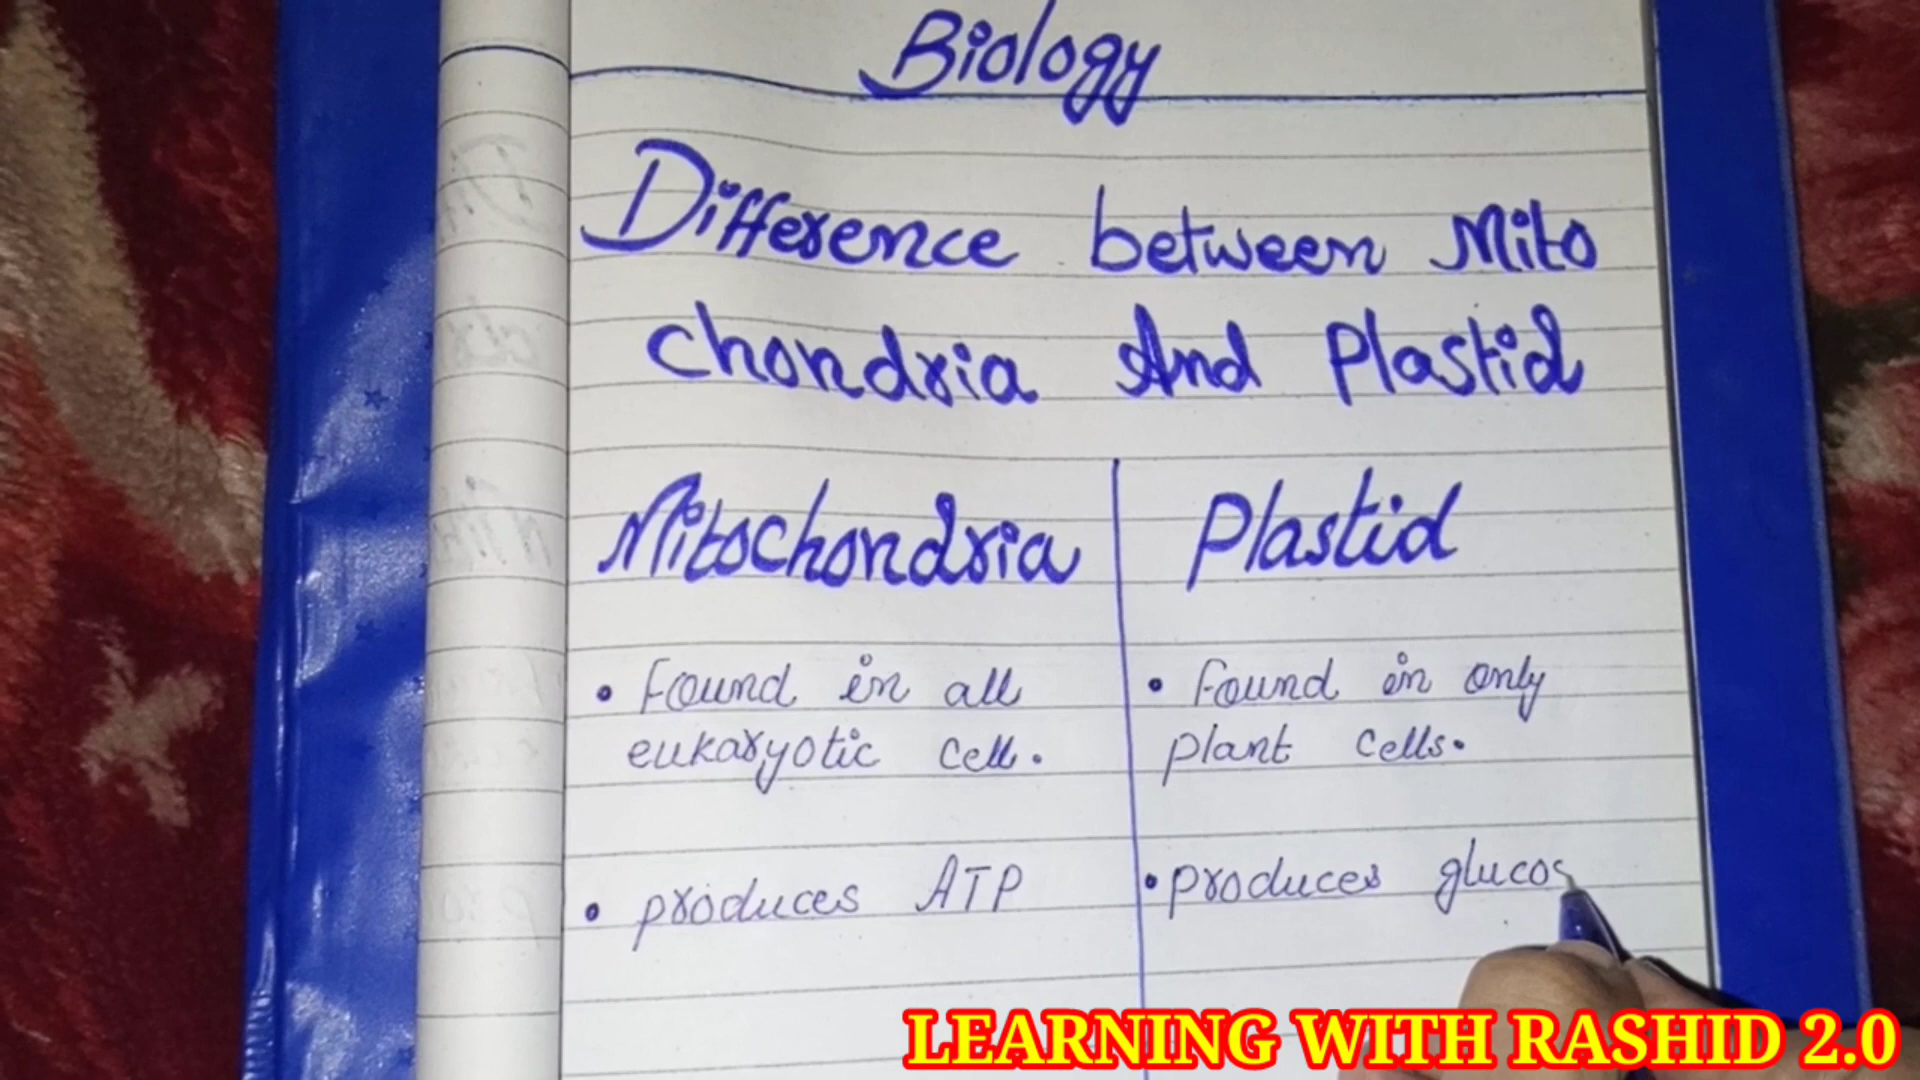 Biology
Difference between Mito
chondria And Plastid
Mitochondria
Plastid
• Found in all
eukaryotic cell.
• Found in only
plant cells.
• produces ATP
• produces glucos
LEARNING WITH RASHID 2.0